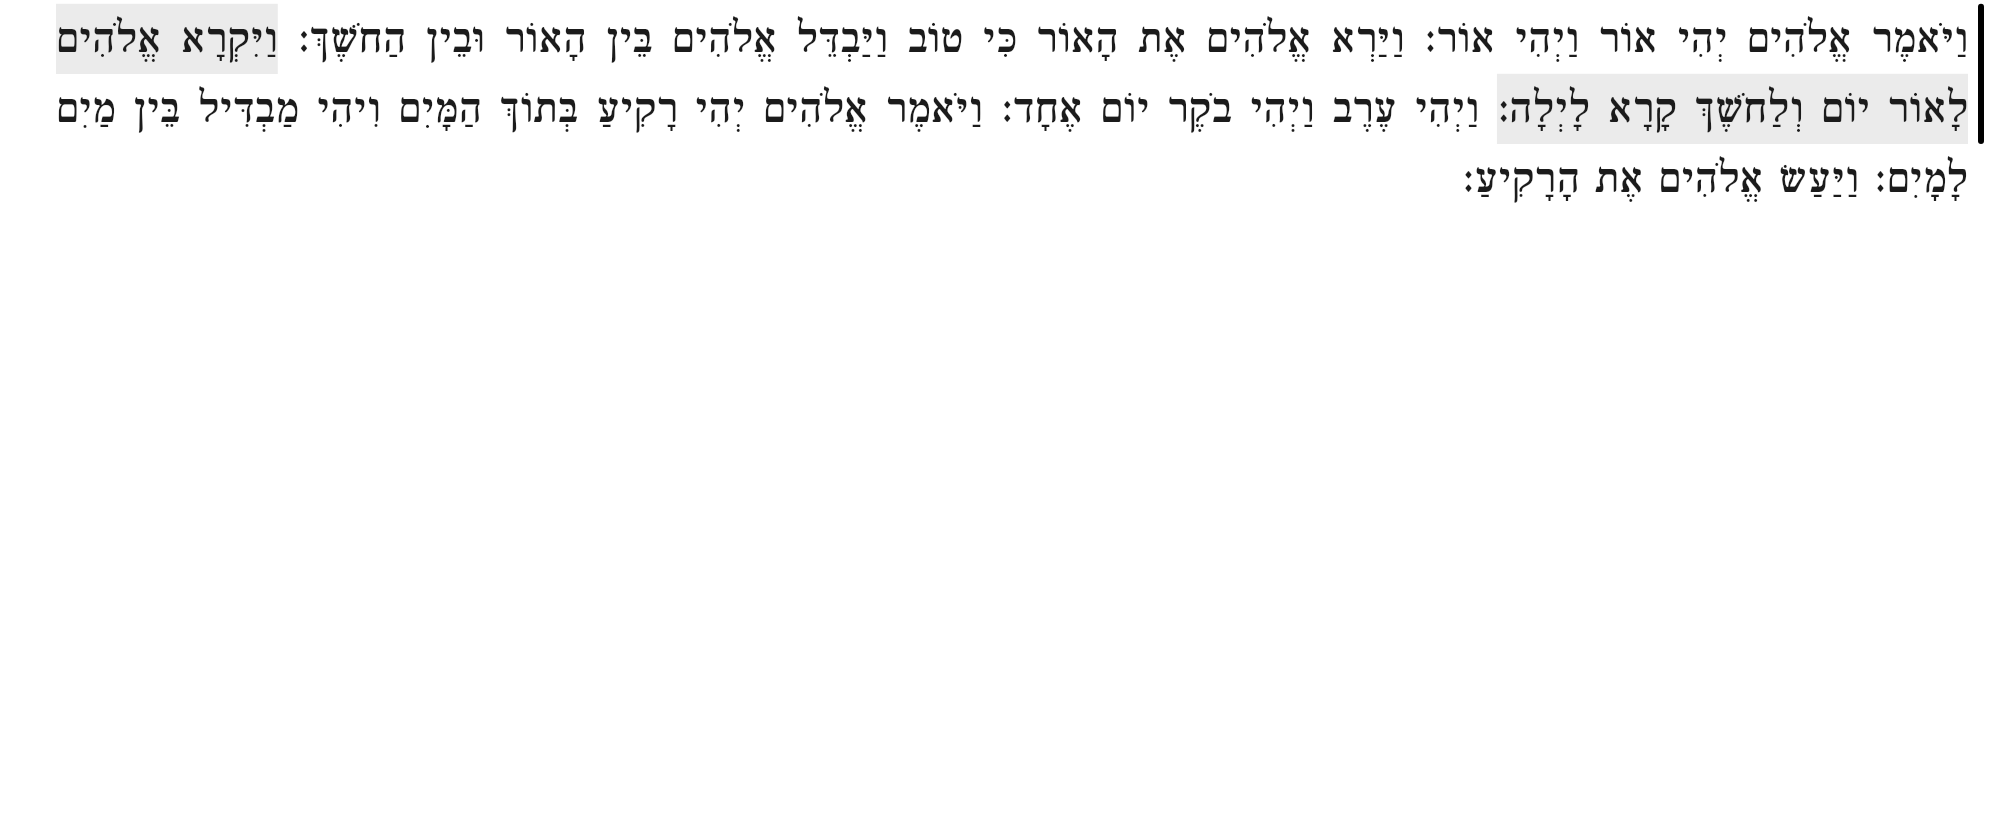 וַיֹּאמֶר אֱלֹהִים יְהִי אוֹר וַיְהִי אוֹר׃ וַיַּרְא אֱלֹהִים אֶת הָאוֹר כִּי טוֹב וַיַּבְדֵּל אֱלֹהִים בֵּין הָאוֹר וּבֵין הַחֹשֶׁךְ׃ וַיִּקְרָא אֱלֹהִים
לָאוֹר יוֹם וְלַחֹשֶׁךְ קָרָא לָיְלָה׃ וַיְהִי עֶרֶב וַיְהִי בֹקֶר יוֹם אֶחָד׃ וַיֹּאמֶר אֱלֹהִים יְהִי רָקִיעַ בְּתוֹךְ הַמָּיִם וִיהִי מַבְדִּיל בֵּין מַיִם
לָמָיִם׃ וַיַּעַשׂ אֱלֹהִים אֶת הָרָקִיעַ׃